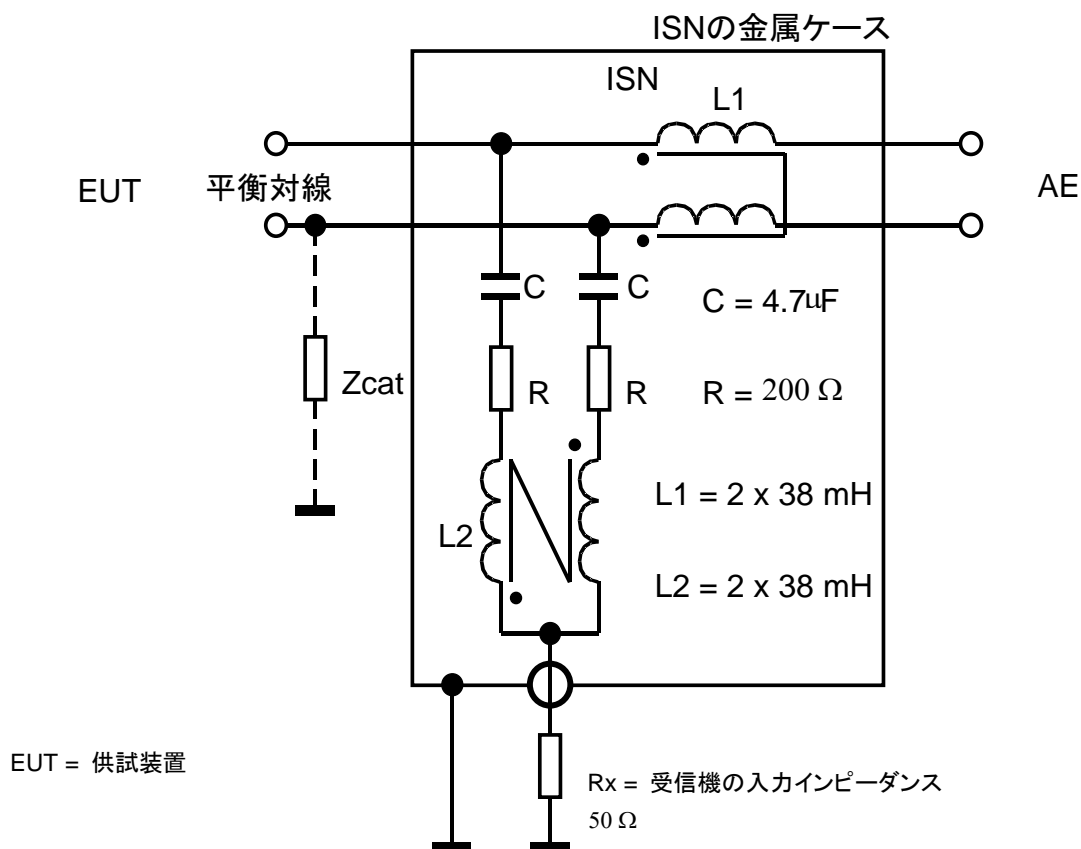 ISNの金属ケース
ISN
L1
EUT
平衡対線
AE
C
C
C = 4.7μF
Zcat
R
R
R = 200 Ω
L2
L1 = 2 x 38 mH
L2 = 2 x 38 mH
EUT = 供試装置
Rx = 受信機の入力インピーダンス
50 Ω